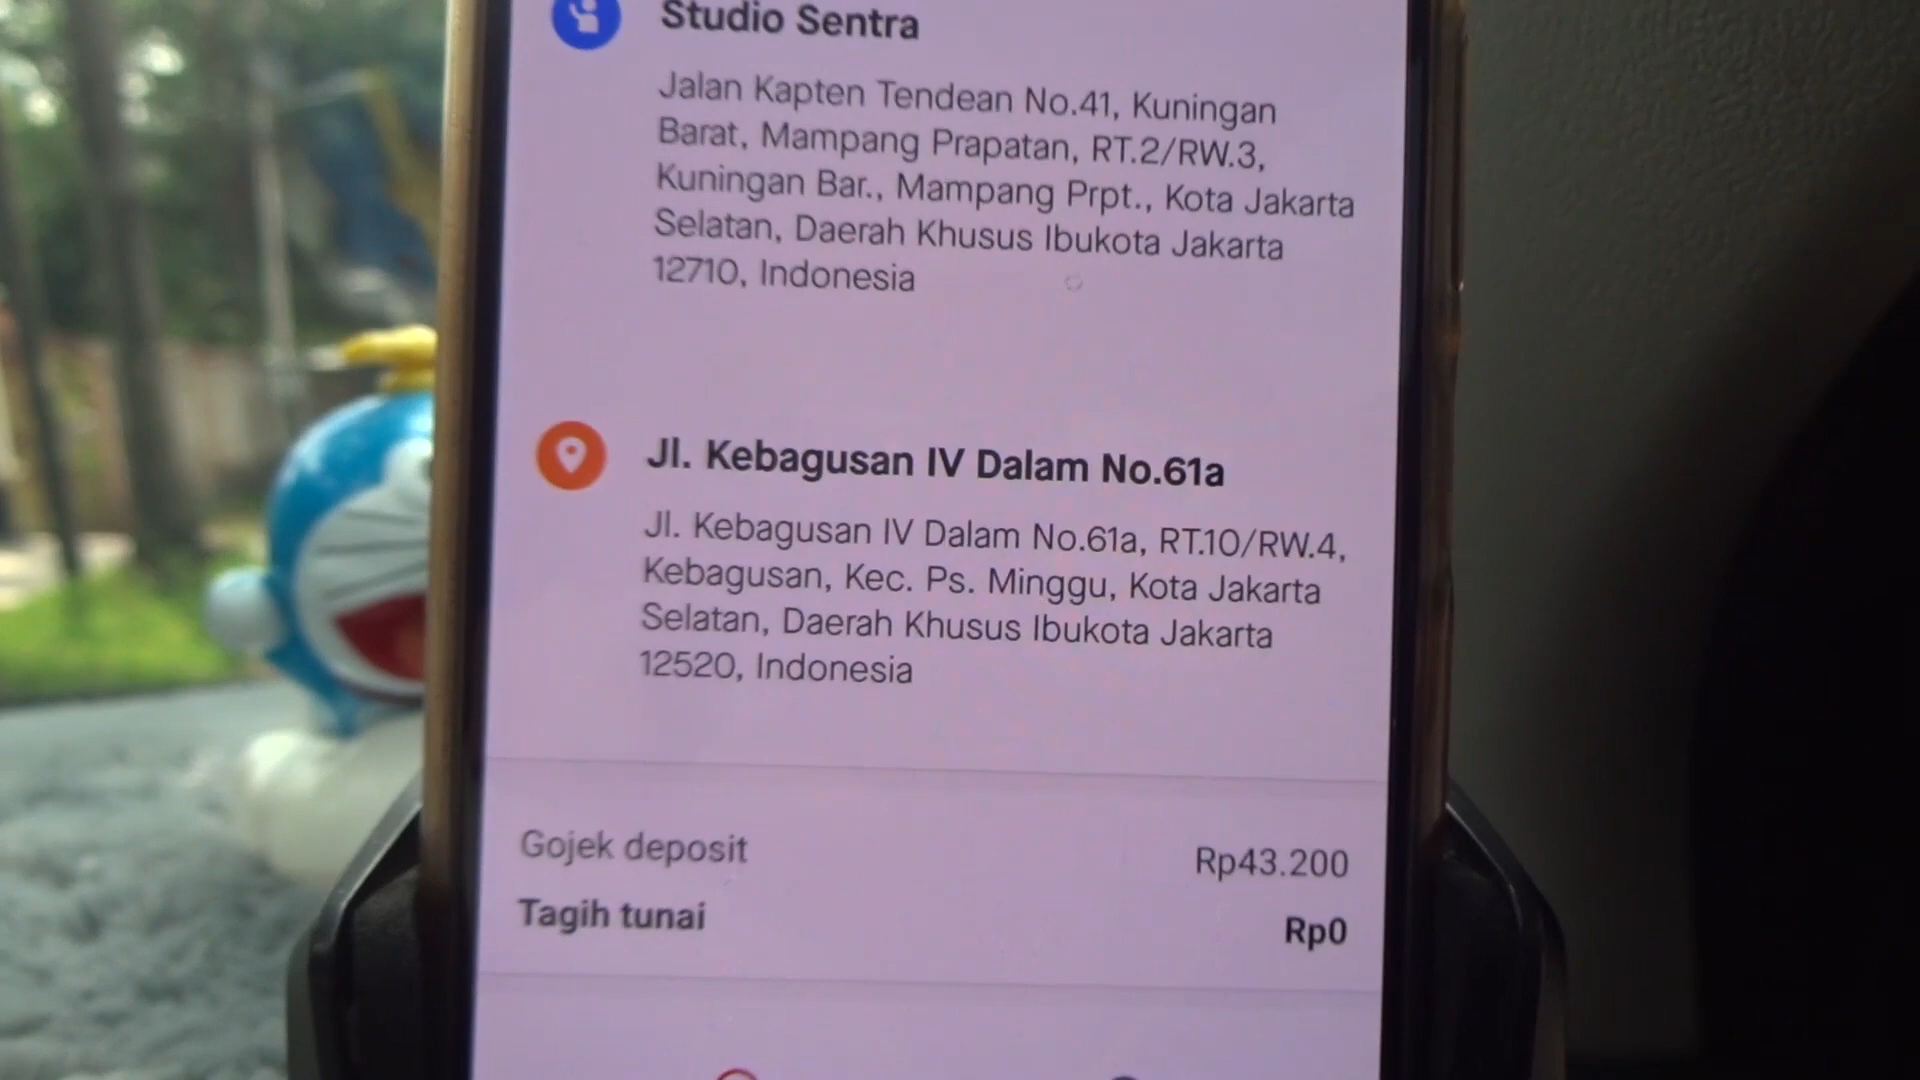 Studio Sentra
Jalan Kapten Tendean No.41, Kuningan
Barat, Mampang Prapatan, RT.2/RW.3,
Kuningan Bar., Mampang Prpt., Kota Jakarta
Selatan, Daerah Khusus Ibukota Jakarta
12710, Indonesia
Jl. Kebagusan IV Dalam No.61a
Jl. Kebagusan IV Dalam No.61a, RT.10/RW.4,
Kebagusan, Kec. Ps. Minggu, Kota Jakarta
Selatan, Daerah Khusus Ibukota Jakarta
12520, Indonesia
Gojek deposit Rp43.200
Tagih tunai Rp0